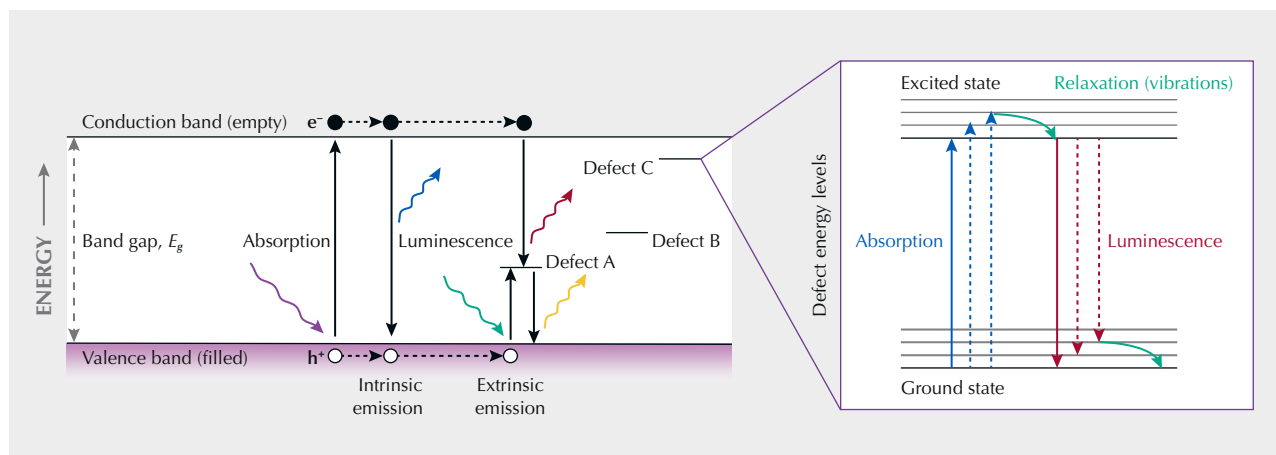 Conduction band (empty)
e⁻
ENERGY
Band gap, Eg
Absorption
Luminescence
Defect C
Defect B
Defect A
Valence band (filled)
h⁺
Intrinsic
emission
Extrinsic
emission
Defect energy levels
Excited state
Relaxation (vibrations)
Absorption
Luminescence
Ground state